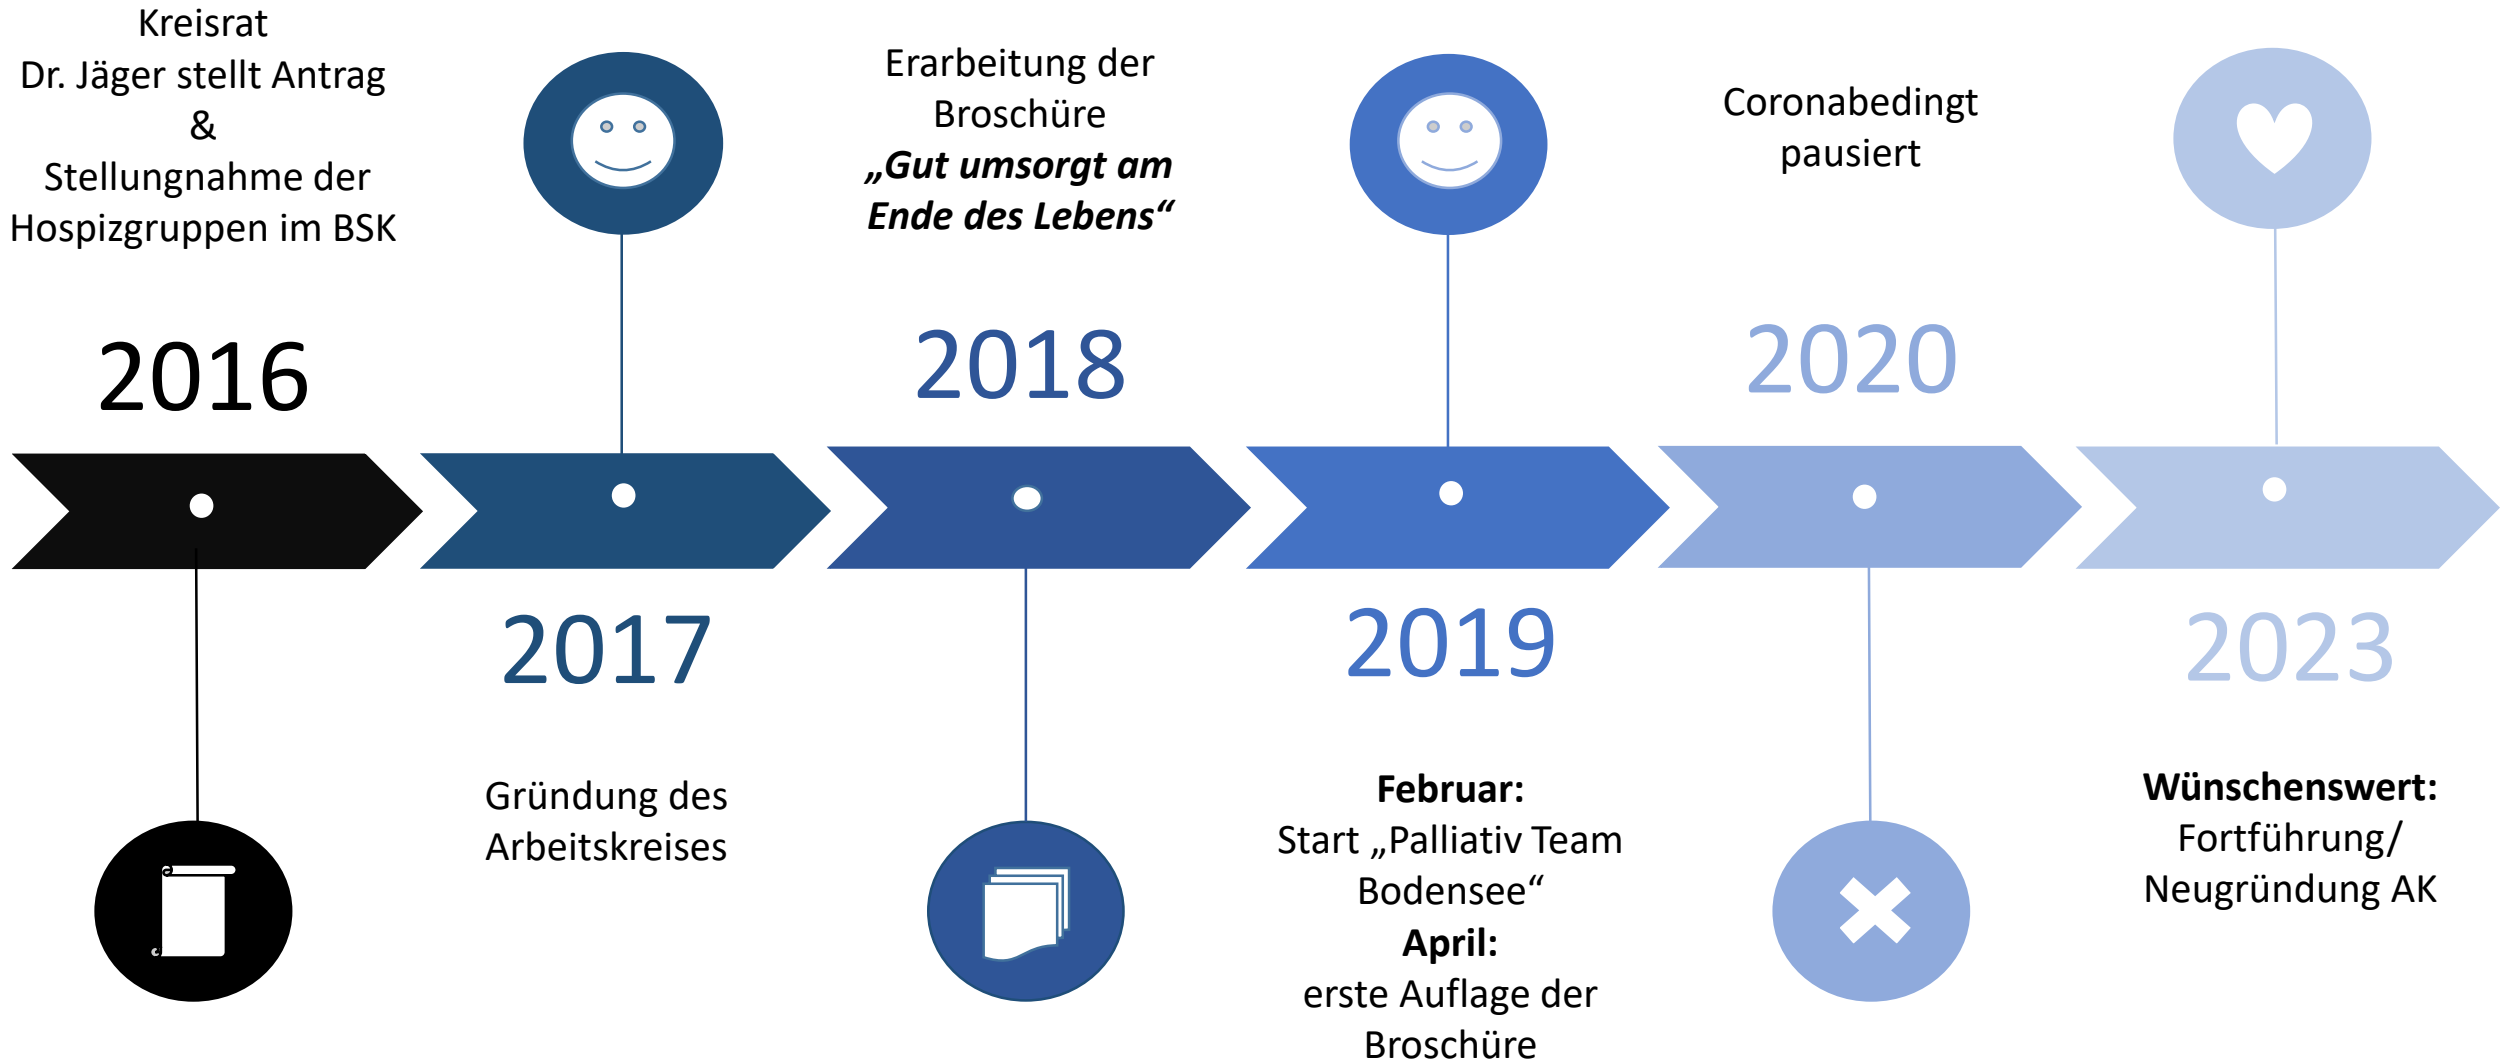 Kreisrat
Dr. Jäger stellt Antrag
&
Stellungnahme der
Hospizgruppen im BSK
2016
2017
Gründung des
Arbeitskreises
Erarbeitung der
Broschüre
„Gut umsorgt am
Ende des Lebens“
2018
2019
Februar:
Start „Palliativ Team
Bodensee“
April:
erste Auflage der
Broschüre
Coronabedingt
pausiert
2020
2023
Wünschenswert:
Fortführung/
Neugründung AK